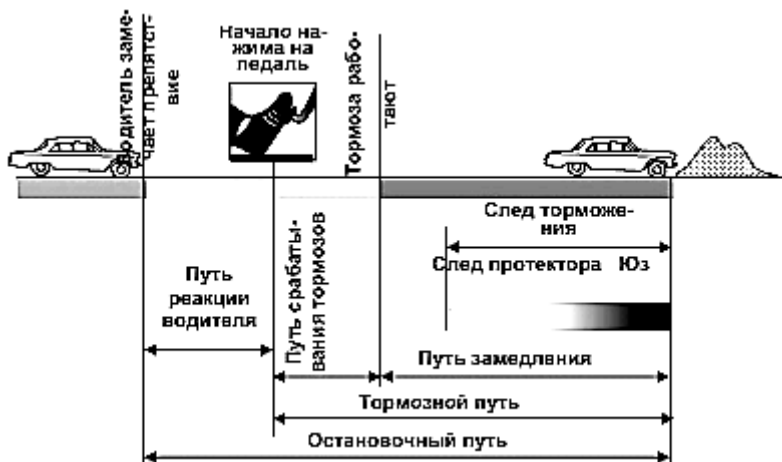 одитель заме-
чает препятст-
вие
Начало на-
жима на
педаль
Тормоза рабо-
тают
След торможе-
ния
След протектора Юз
Путь
реакции
водителя
Путь срабаты-
вания тормозов
Путь замедления
Тормозной путь
Остановочный путь